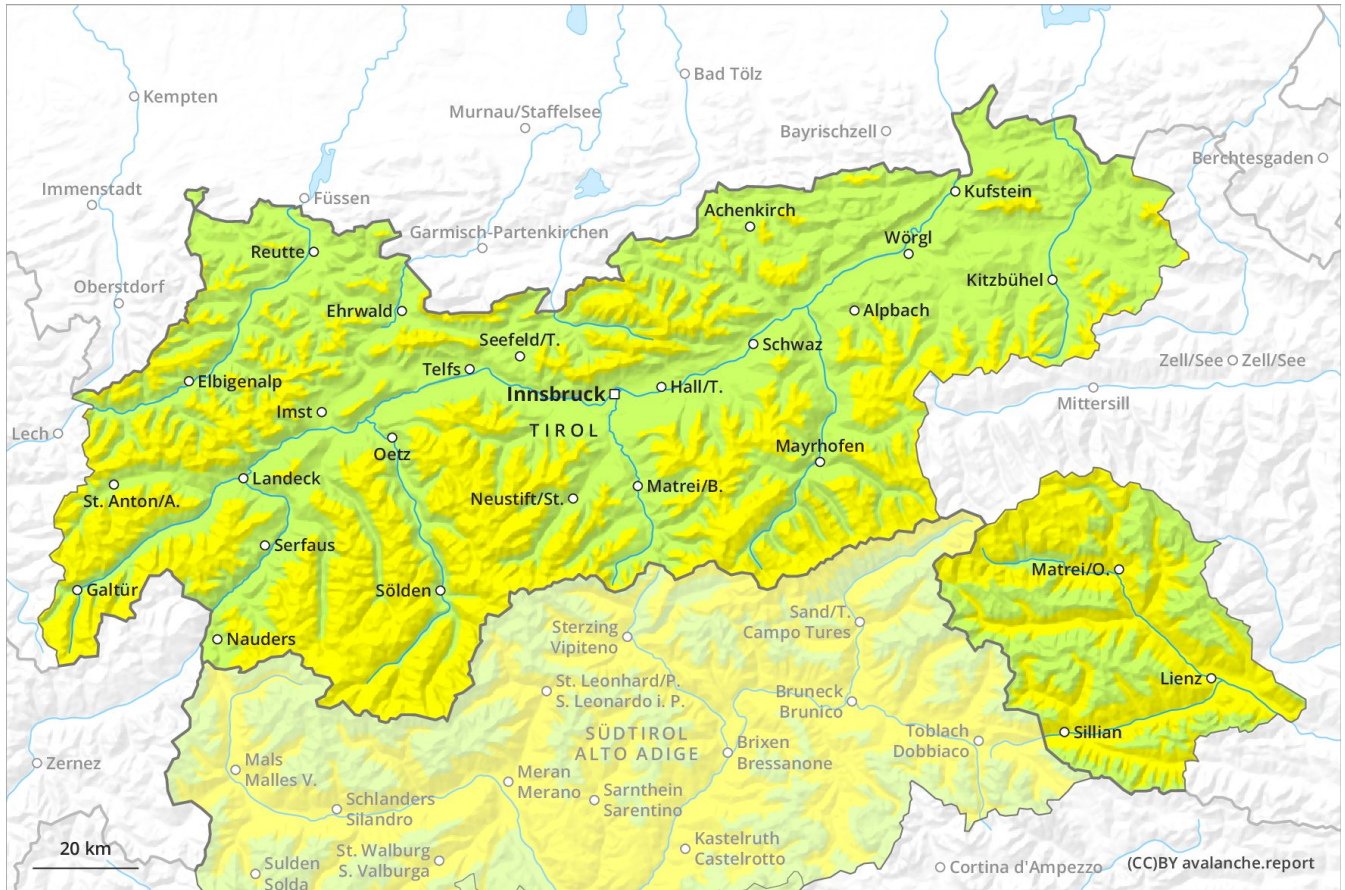 Bad Tölz
Kempten
Murnau/Staffelsee
Bayrischzell
Berchtesgaden
Immenstadt
Füssen
Kufstein
Achenkirch
Garmisch-Partenkirchen
Wörgl
Reutte
Kitzbühel
Oberstdorf
Ehrwald
Alpbach
Seefeld/T.
Schwaz
Zell/See
Zell/See
Telfs
Elbigenalp
Innsbruck
Hall/T.
Mittersill
Imst
TIROL
Lech
Oetz
Mayrhofen
Landeck
St. Anton/A.
Neustift/St.
Matrei/B.
Serfaus
Matrei/O.
Galtür
Sölden
Sand/T.
Campo Tures
Nauders
Sterzing
Vipiteno
St. Leonhard/P.
S. Leonardo i. P.
Bruneck
Brunico
Lienz
SÜDTIROL
ALTO ADIGE
Toblach
Dobbiaco
Sillian
Brixen
Bressanone
Zernez
Mals
Malles V.
Meran
Merano
Sarnthein
Sarentino
Schlanders
Silandro
20 km
Kastelruth
Castelrotto
St. Walburg
S. Valburga
Sulden
Solda
Cortina d'Ampezzo
(CC)BY avalanche.report